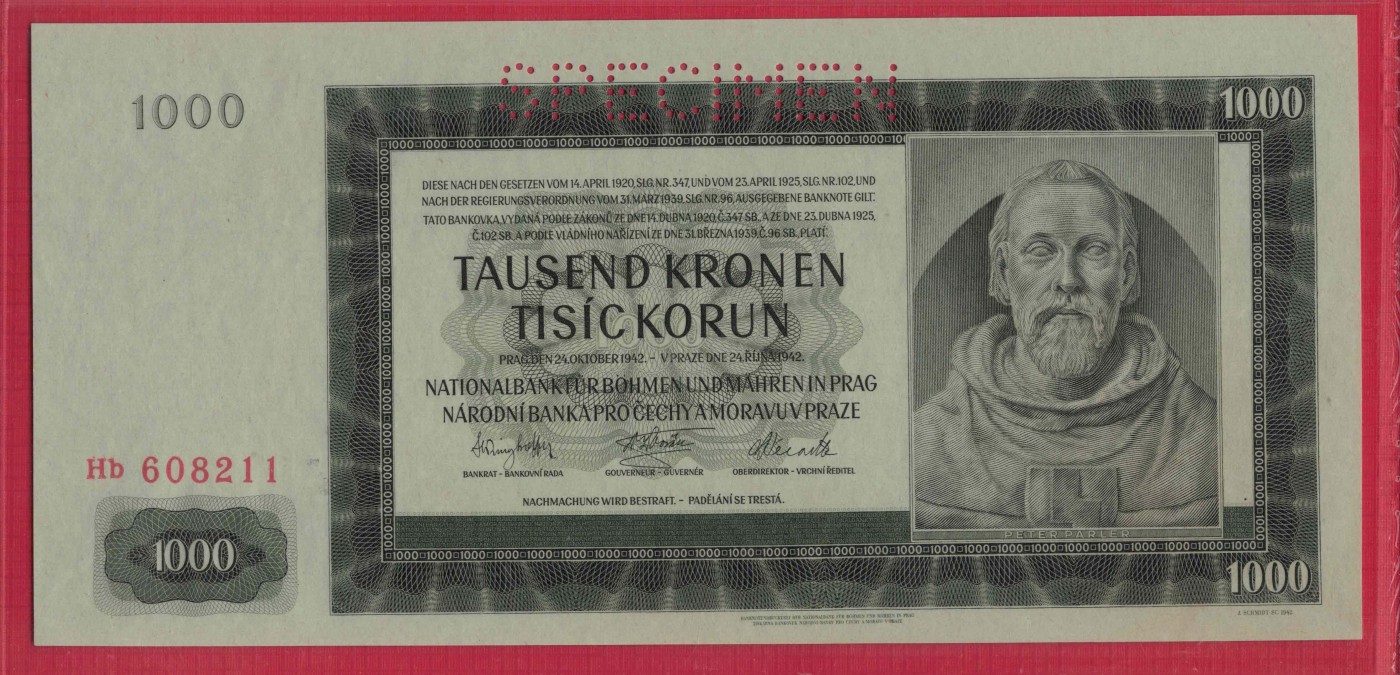 SPECIMEN
1000
1000
DIESE NACH DEN GESETZEN VOM 14. APRIL 1920, SLG. NR. 347, UND VOM 23. APRIL 1925, SLG. NR. 102, UND
NACH DER REGIERUNGSVERORDNUNG VOM 31. MÄRZ 1939, SLG. NR. 96, AUSGEGEBENE BANKNOTE GILT.
TATO BANKOVKA, VYDANÁ PODLE ZÁKONŮ ZE DNE 14. DUBNA 1920, Č. 347 SB., A ZE DNE 23. DUBNA 1925,
Č. 102 SB. A PODLE VLÁDNÍHO NAŘÍZENÍ ZE DNE 31. BŘEZNA 1939, Č. 96 SB., PLATÍ.
TAUSEND KRONEN
TISÍC KORUN
PRAG, DEN 24. OKTOBER 1942. – V PRAZE DNE 24. ŘÍJNA 1942.
NATIONALBANK FÜR BÖHMEN UND MÄHREN IN PRAG
NÁRODNÍ BANKA PRO ČECHY A MORAVU V PRAZE
BANKRAT – BANKOVNÍ RADA
GOUVERNEUR – GUVERNÉR
OBERDIREKTOR – VRCHNÍ ŘEDITEL
NACHMACHUNG WIRD BESTRAFT. – PADĚLÁNÍ SE TRESTÁ.
Hb 608211
1000
PETER PARLER
1000
J. SCHMIDT SC. 1942.